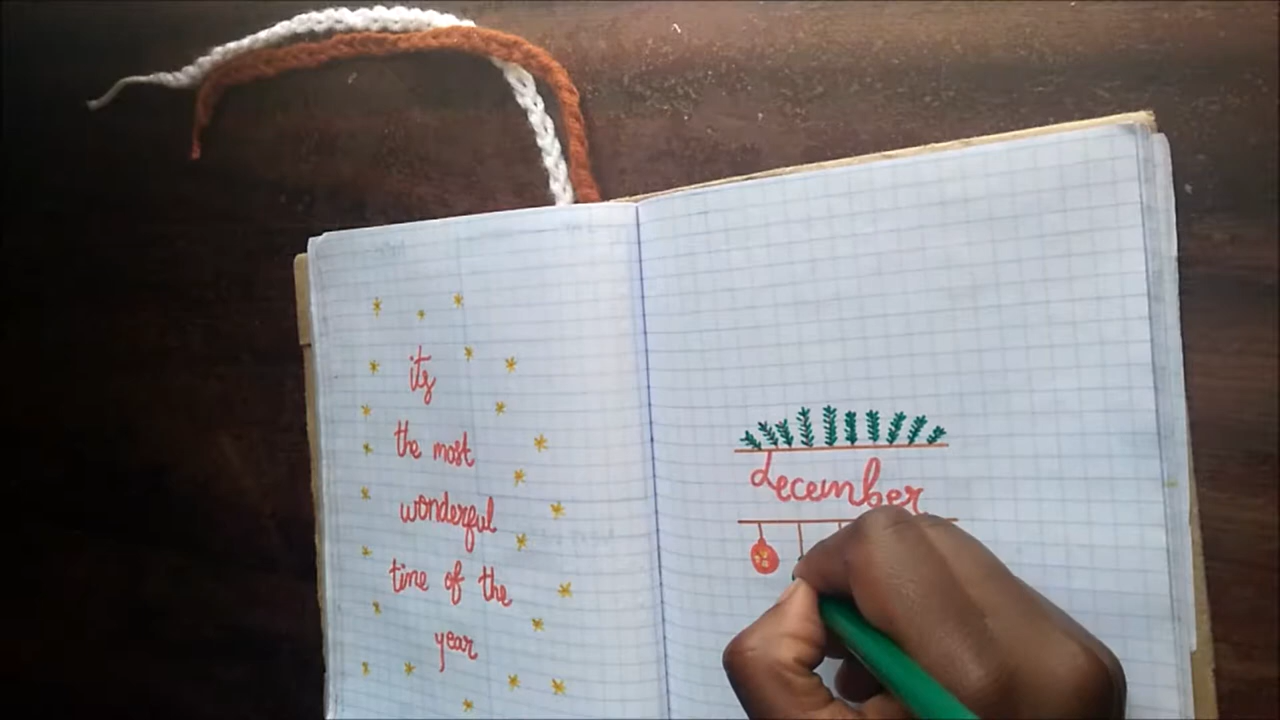 its
the most
wonderful
time of the
year
december